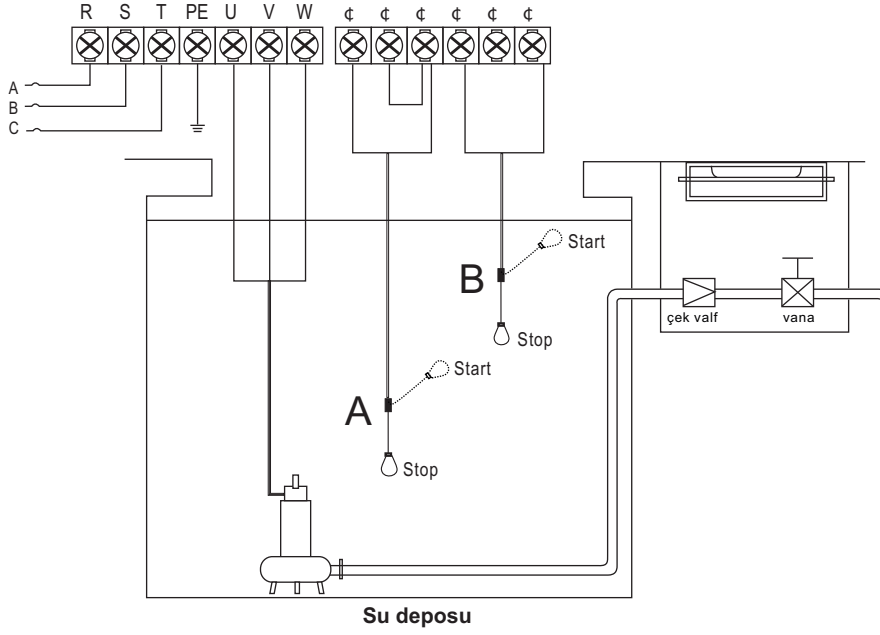 R S T PE U V W ¢ ¢ ¢ ¢ ¢ ¢
A
B
C
Start
B
Stop
çek valf
vana
Start
A
Stop
Su deposu